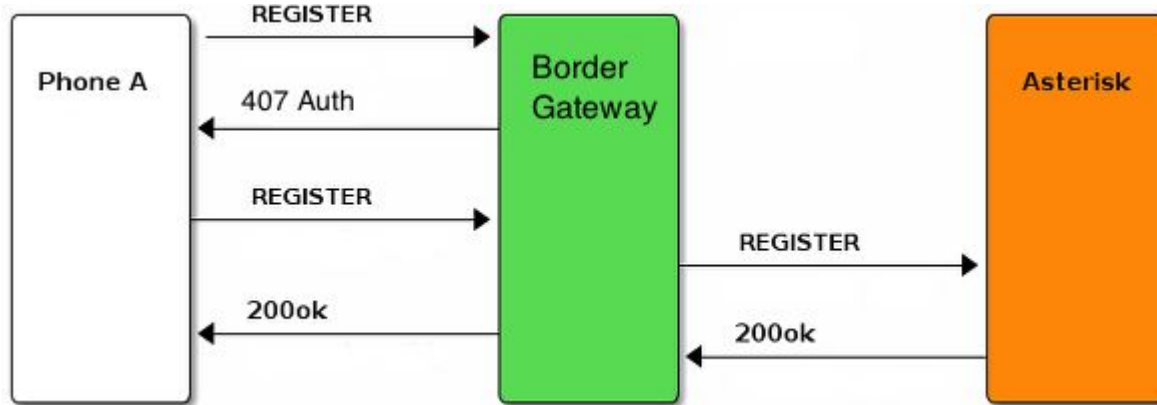 REGISTER
Phone A
Border
Gateway
Asterisk
407 Auth
REGISTER
REGISTER
200ok
200ok